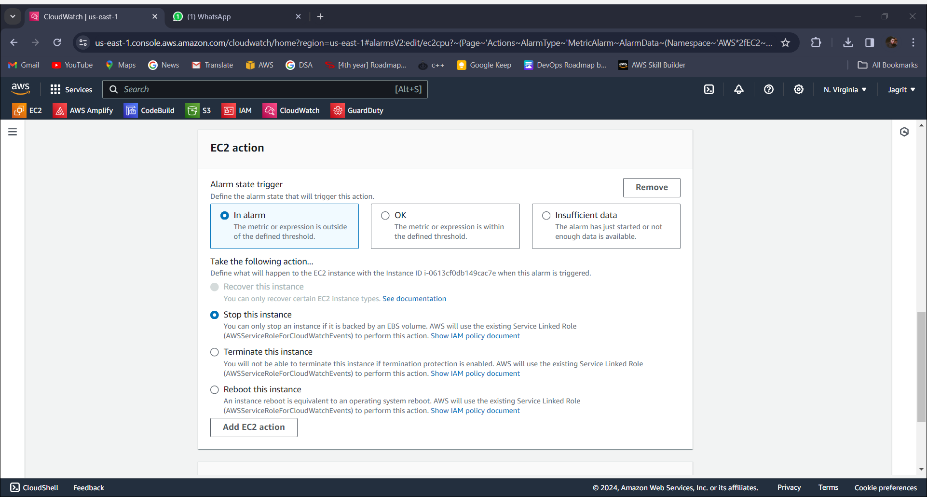 CloudWatch | us-east-1
(1) WhatsApp
us-east-1.console.aws.amazon.com/cloudwatch/home?region=us-east-1#alarmsV2:edit/ec2cpu?~(Page~'Actions~AlarmType~'MetricAlarm~AlarmData~(Namespace~'AWS*2fEC2~...
Gmail YouTube Maps News Translate AWS DSA [4th year] Roadmap... c++ Google Keep DevOps Roadmap b... AWS Skill Builder All Bookmarks
aws Services Search [Alt+S] N. Virginia Jagrit
EC2 AWS Amplify CodeBuild S3 IAM CloudWatch GuardDuty
EC2 action
Alarm state trigger
Define the alarm state that will trigger this action.
Remove
In alarm
The metric or expression is outside
of the defined threshold.
OK
The metric or expression is within
the defined threshold.
Insufficient data
The alarm has just started or not
enough data is available.
Take the following action...
Define what will happen to the EC2 instance with the Instance ID i-0613cf0db149cac7e when this alarm is triggered.
Recover this instance
You can only recover certain EC2 instance types. See documentation
Stop this instance
You can only stop an instance if it is backed by an EBS volume. AWS will use the existing Service Linked Role
(AWSServiceRoleForCloudWatchEvents) to perform this action. Show IAM policy document
Terminate this instance
You will not be able to terminate this instance if termination protection is enabled. AWS will use the existing Service Linked Role
(AWSServiceRoleForCloudWatchEvents) to perform this action. Show IAM policy document
Reboot this instance
An instance reboot is equivalent to an operating system reboot. AWS will use the existing Service Linked Role
(AWSServiceRoleForCloudWatchEvents) to perform this action. Show IAM policy document
Add EC2 action
CloudShell Feedback © 2024, Amazon Web Services, Inc. or its affiliates. Privacy Terms Cookie preferences